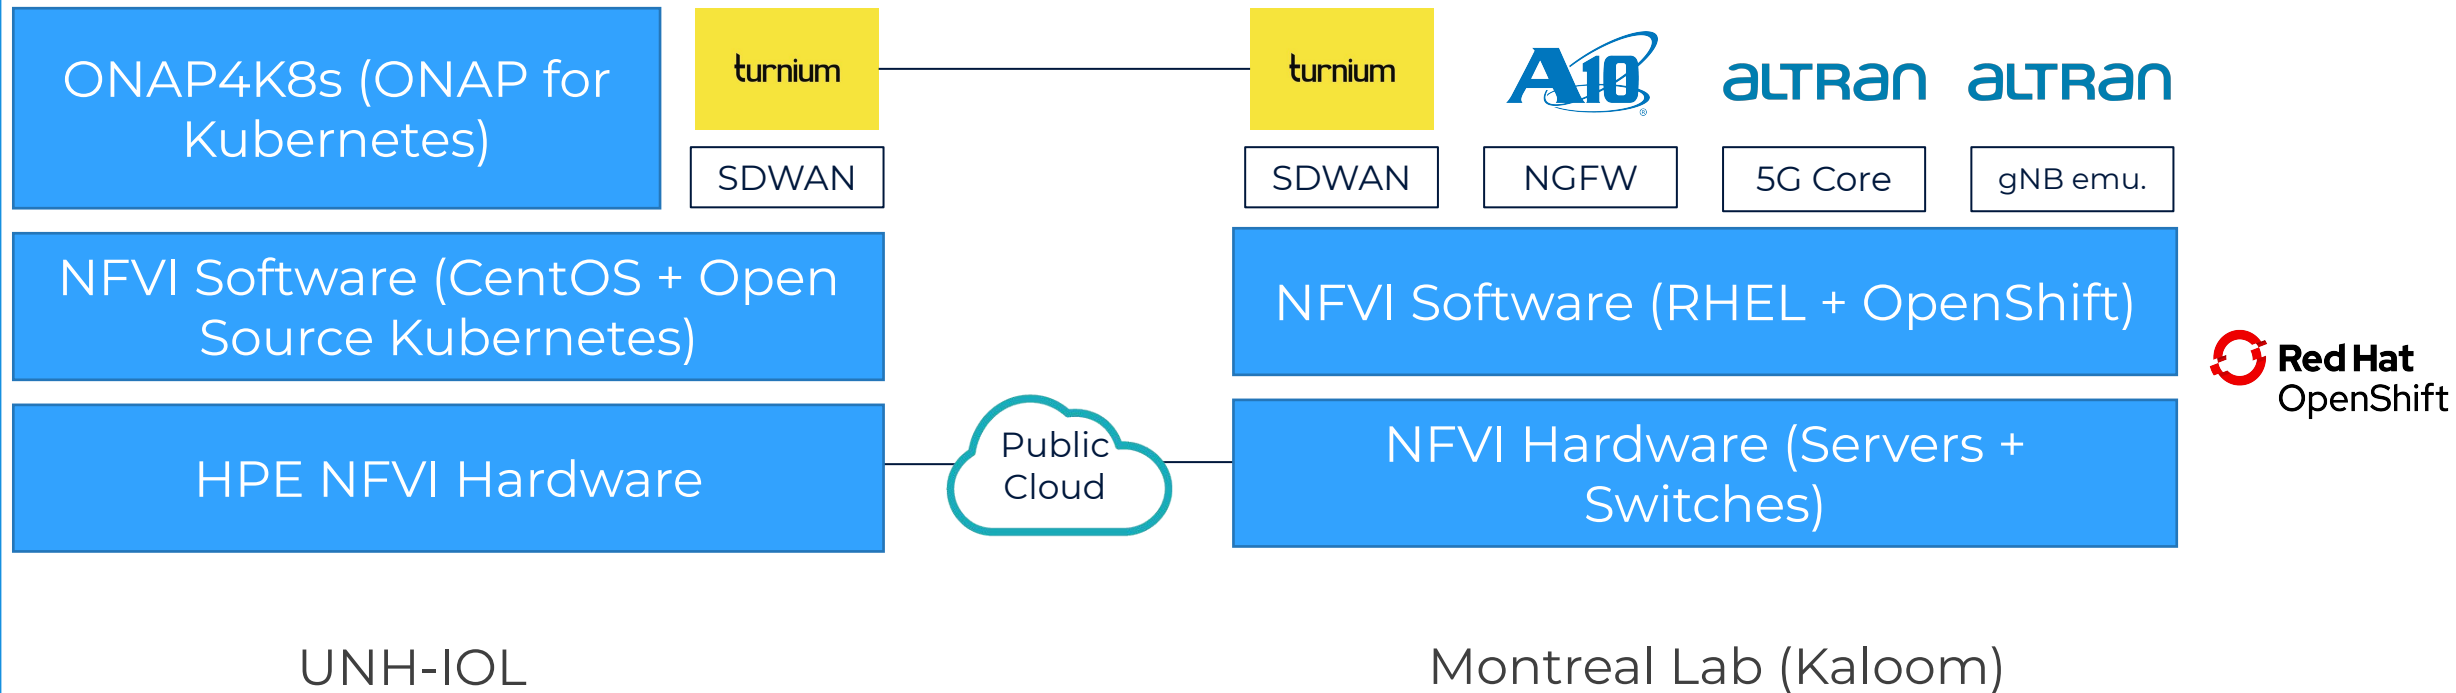 ONAP4K8s (ONAP for
Kubernetes)
turnium
SDWAN
turnium
SDWAN
A10
®
NGFW
aLTRan
5G Core
aLTRan
gNB emu.
NFVI Software (CentOS + Open
Source Kubernetes)
NFVI Software (RHEL + OpenShift)
HPE NFVI Hardware
Public
Cloud
NFVI Hardware (Servers +
Switches)
Red Hat
OpenShift
UNH-IOL
Montreal Lab (Kaloom)